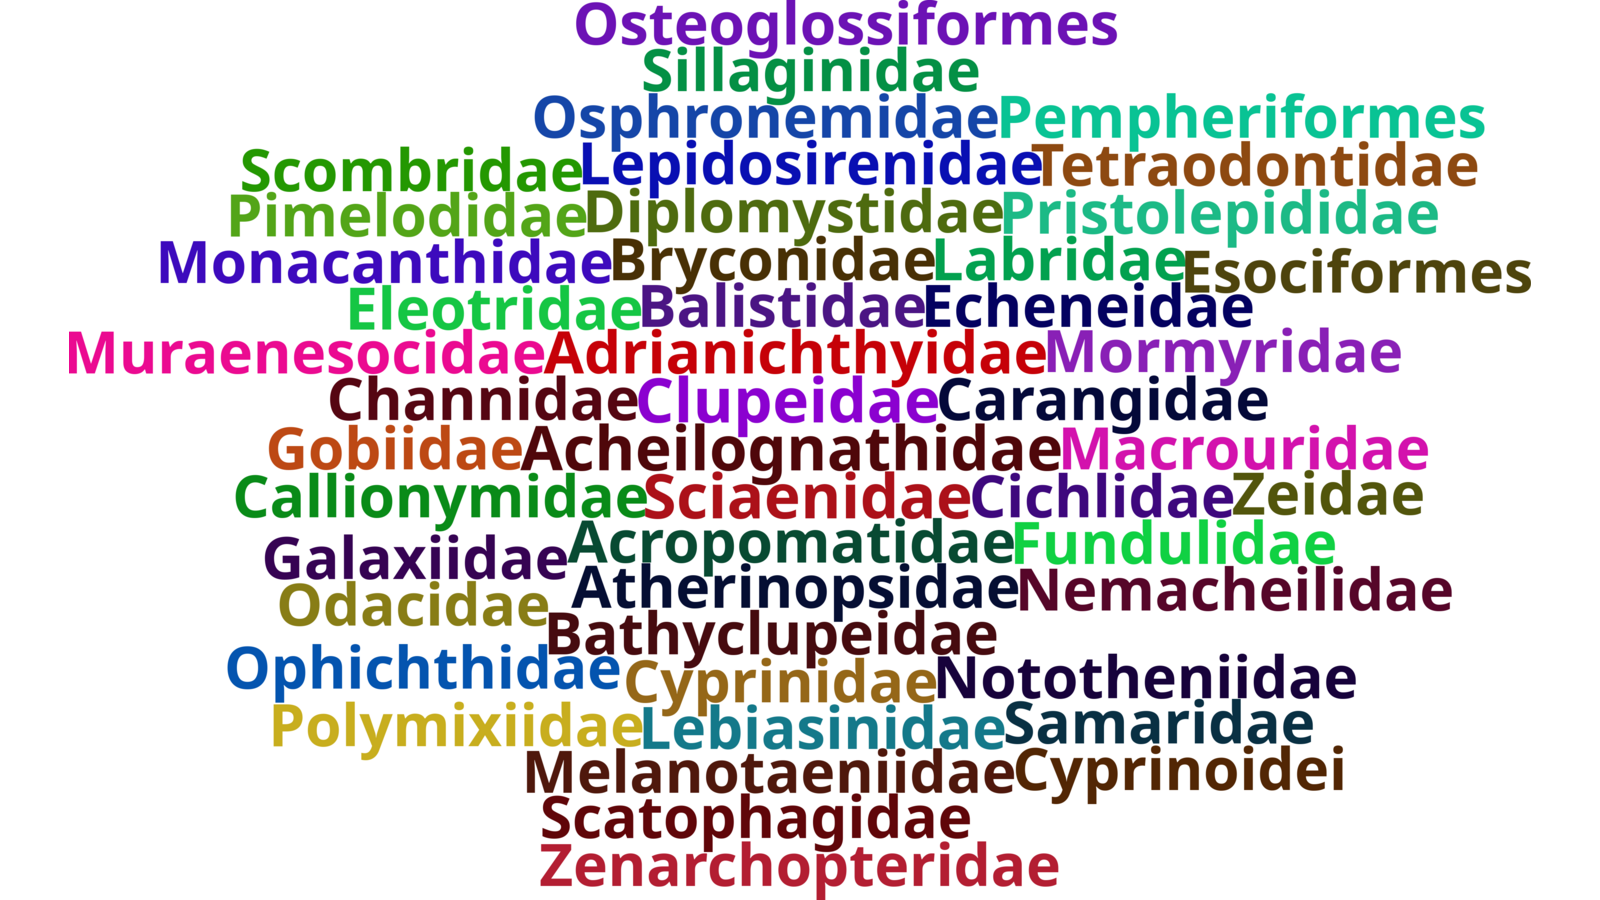 Osteoglossiformes
Sillaginidae
Osphronemidae Pempheriformes
Scombridae Lepidosirenidae Tetraodontidae
Pimelodidae Diplomystidae Pristolepididae
Monacanthidae Bryconidae Labridae Esociformes
Eleotridae Balistidae Echeneidae
Muraenesocidae Adrianichthyidae Mormyridae
Channidae Clupeidae Carangidae
Gobiidae Acheilognathidae Macrouridae
Callionymidae Sciaenidae Cichlidae Zeidae
Galaxiidae Acropomatidae Fundulidae
Odacidae Atherinopsidae Nemacheilidae
Bathyclupeidae
Ophichthidae Cyprinidae Nototheniidae
Polymixiidae Lebiasinidae Samaridae
Melanotaeniidae Cyprinoidei
Scatophagidae
Zenarchopteridae